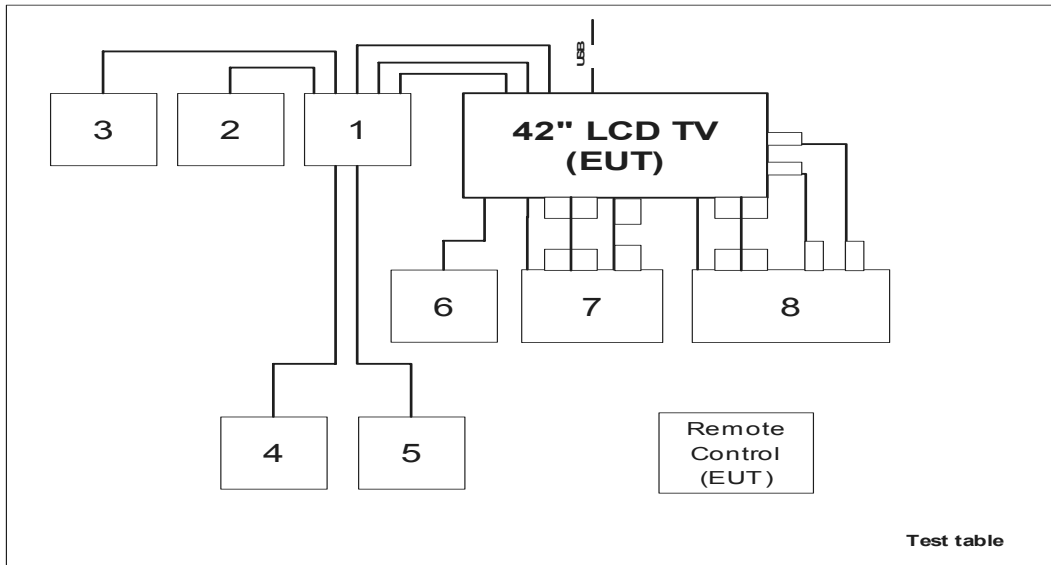 USB
42" LCD TV
(EUT)
3
2
1
6
7
8
4
5
Remote
Control
(EUT)
Test table